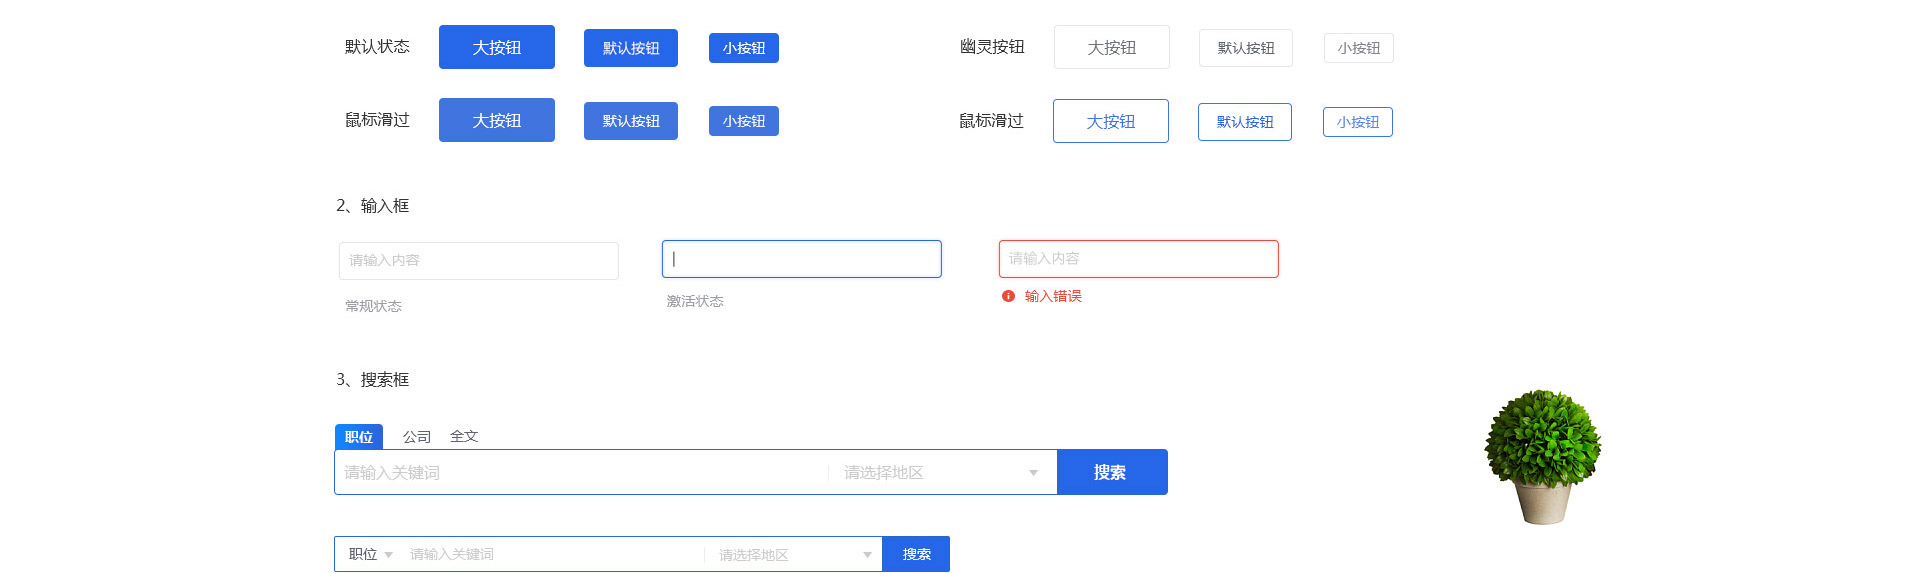 默认状态 大按钮 默认按钮 小按钮 幽灵按钮 大按钮 默认按钮 小按钮
鼠标滑过 大按钮 默认按钮 小按钮 鼠标滑过 大按钮 默认按钮 小按钮
2、输入框
请输入内容 请输入内容
常规状态 激活状态 输入错误
3、搜索框
职位 公司 全文
请输入关键词 请选择地区 搜索
职位 请输入关键词 请选择地区 搜索